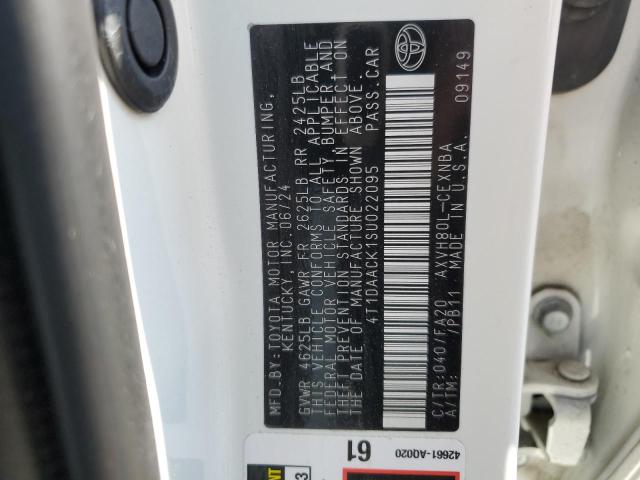 MFD.BY:TOYOTA MOTOR MANUFACTURING,
KENTUCKY, INC. 06/24
GVWR 4625LB GAWR FR 2625LB RR 2425LB
THIS VEHICLE CONFORMS TO ALL APPLICABLE
FEDERAL MOTOR VEHICLE SAFETY, BUMPER, AND
THEFT PREVENTION STANDARDS IN EFFECT ON
THE DATE OF MANUFACTURE SHOWN ABOVE.
4T1DAACK1SU022095 PASS.CAR
C/TR:040/FA20 AXVH80L-CEXNBA
A/TM: /PB11 MADE IN U.S.A. 09149
61
42661-AQ020